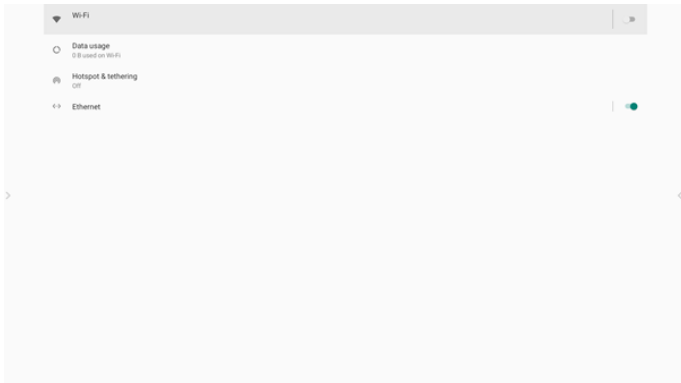 Wi-Fi
Data usage
0 B used on Wi-Fi
Hotspot & tethering
Off
Ethernet